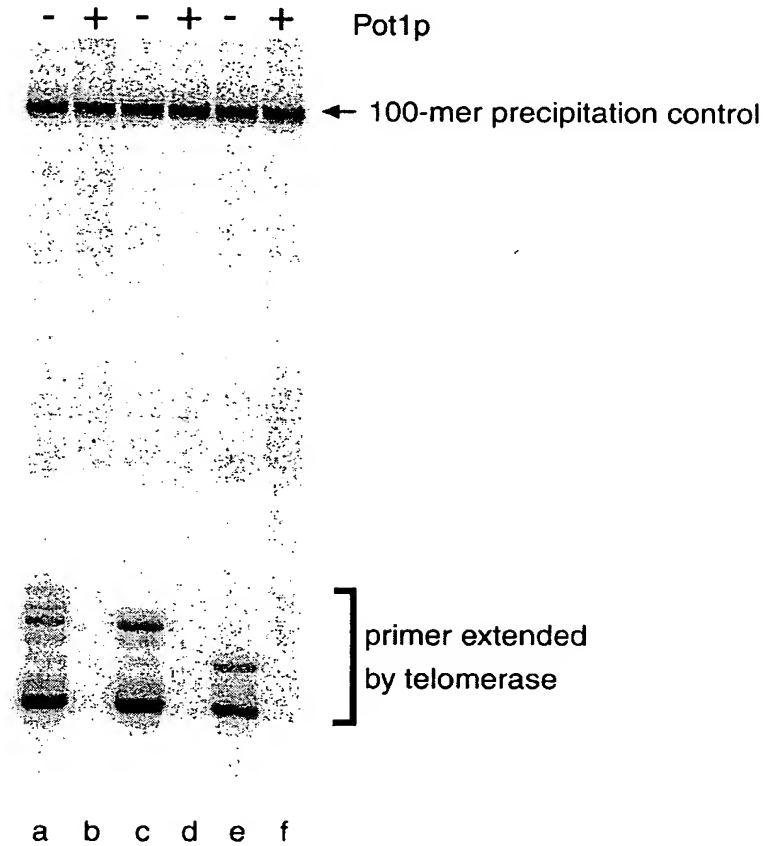 - + - + - + Pot1p
100-mer precipitation control
primer extended
by telomerase
a b c d e f